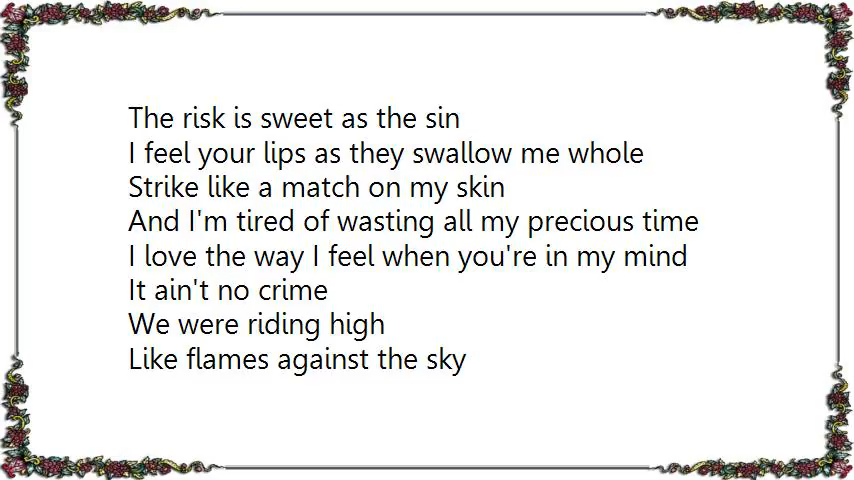 The risk is sweet as the sin
I feel your lips as they swallow me whole
Strike like a match on my skin
And I'm tired of wasting all my precious time
I love the way I feel when you're in my mind
It ain't no crime
We were riding high
Like flames against the sky